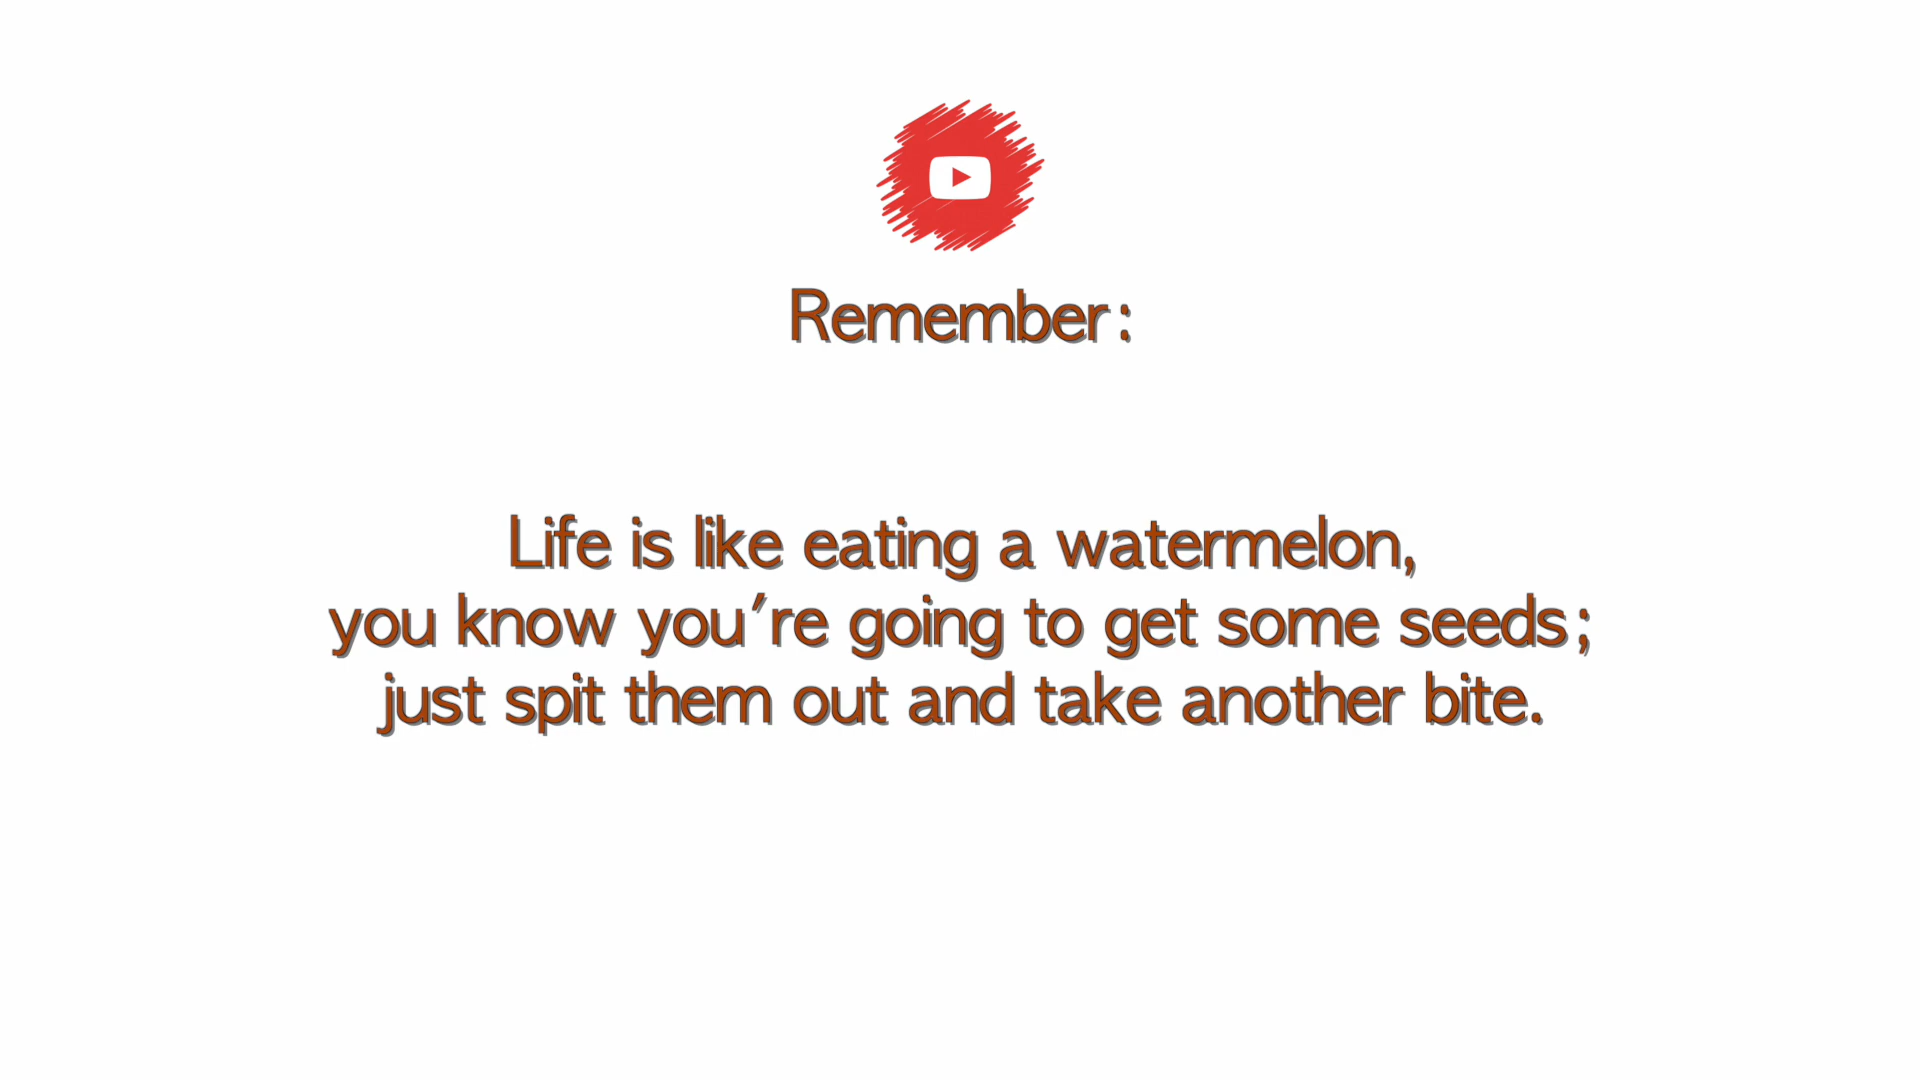 Remember:
Life is like eating a watermelon,
you know you're going to get some seeds;
just spit them out and take another bite.